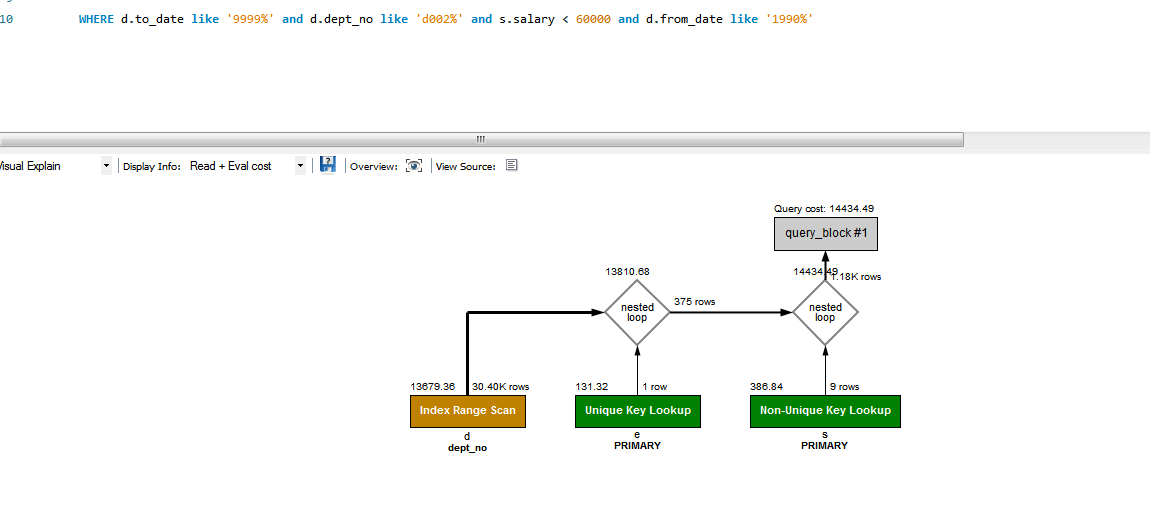 10 WHERE d.to_date like '9999%' and d.dept_no like 'd002%' and s.salary < 60000 and d.from_date like '1990%'
isual Explain Display Info: Read + Eval cost Overview: View Source:
Query cost: 14434.49
query_block #1
13810.68 14434.49 1.18K rows
nested loop 375 rows nested loop
13679.36 30.40K rows 131.32 1 row 386.84 9 rows
Index Range Scan Unique Key Lookup Non-Unique Key Lookup
d e s
dept_no PRIMARY PRIMARY